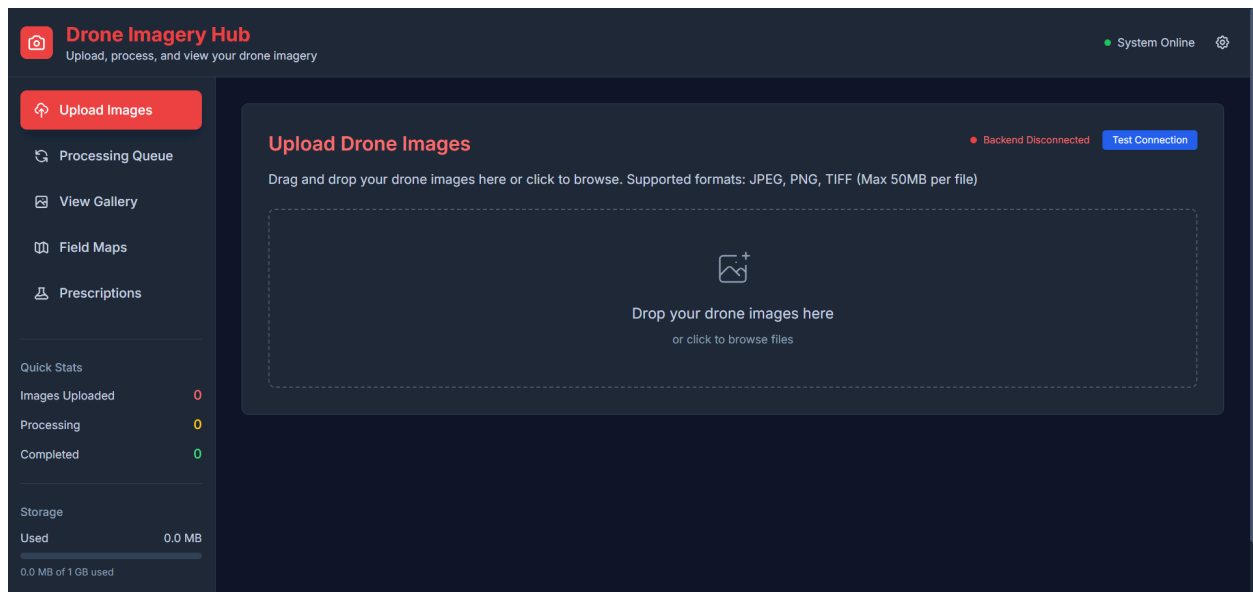 Drone Imagery Hub
Upload, process, and view your drone imagery
System Online
Upload Images
Processing Queue
View Gallery
Field Maps
Prescriptions
Quick Stats
Images Uploaded 0
Processing 0
Completed 0
Storage
Used 0.0 MB
0.0 MB of 1 GB used
Upload Drone Images
Backend Disconnected
Test Connection
Drag and drop your drone images here or click to browse. Supported formats: JPEG, PNG, TIFF (Max 50MB per file)
Drop your drone images here
or click to browse files